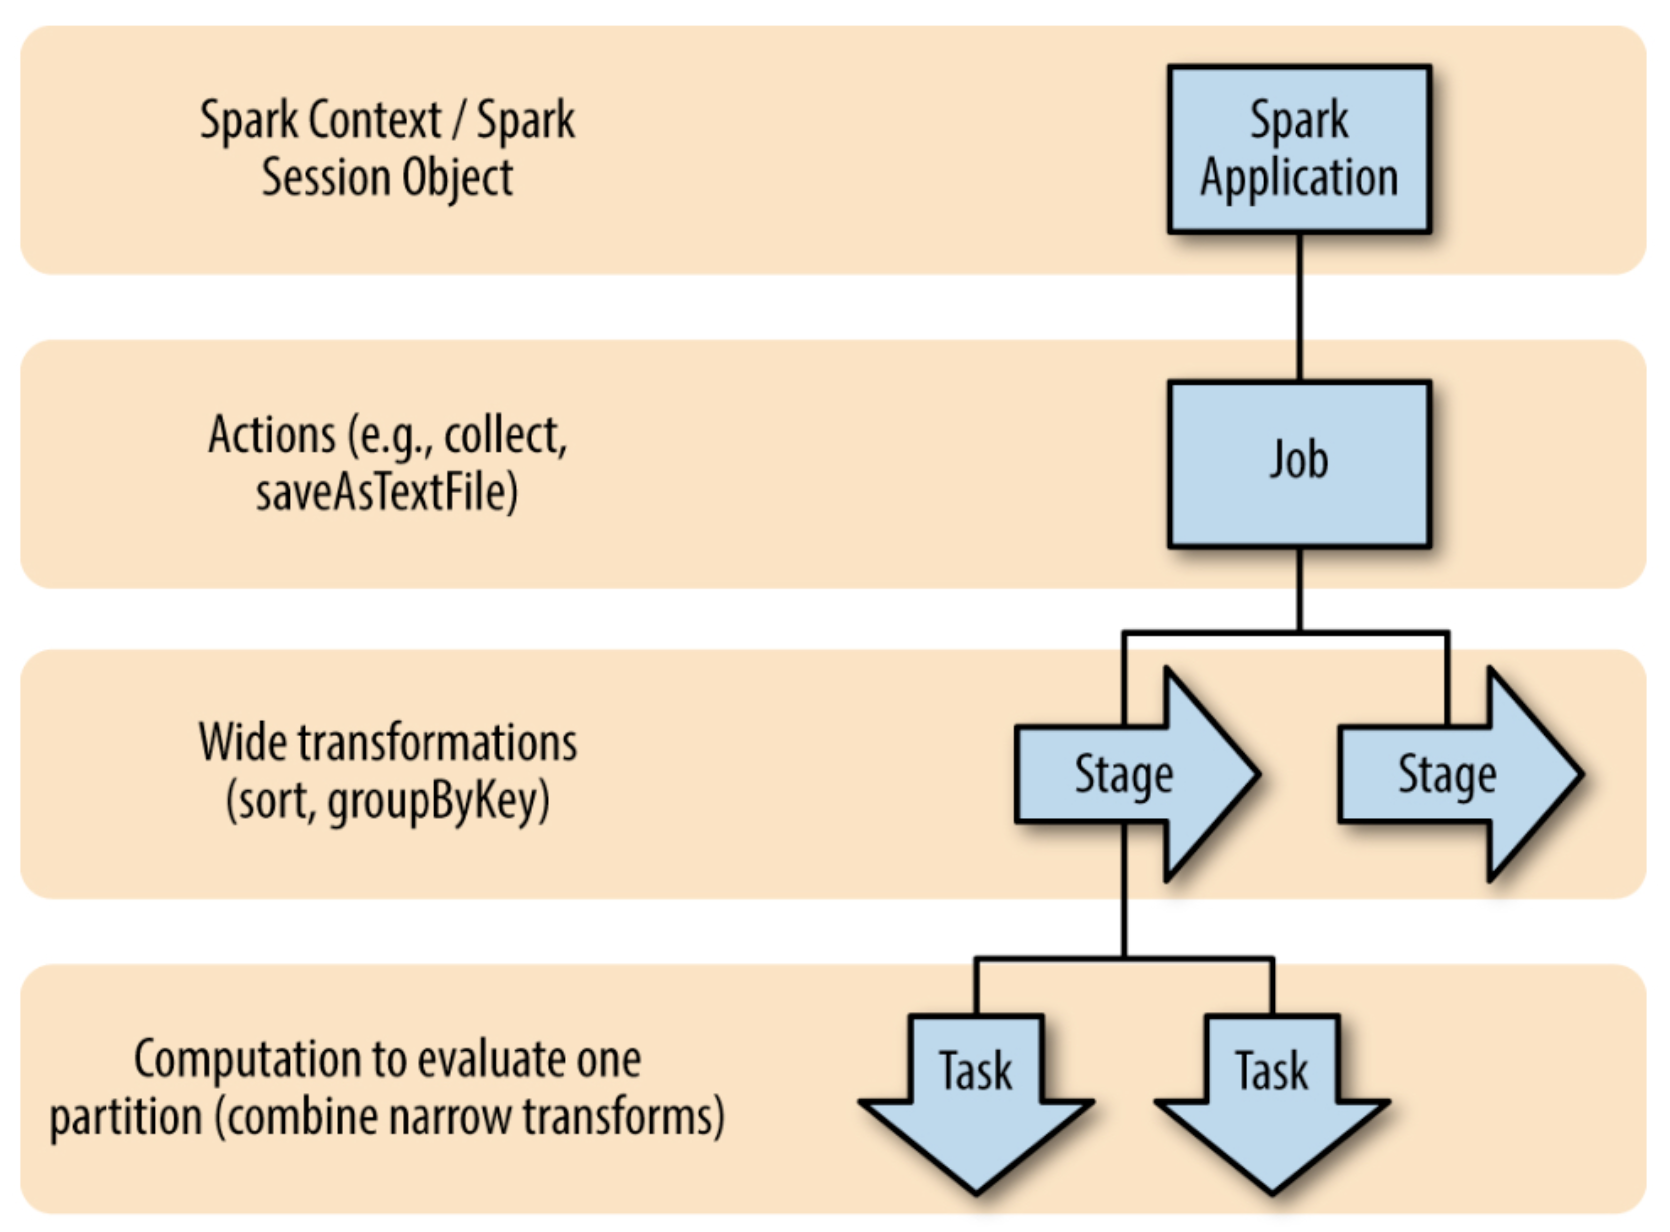 Spark Context / Spark
Session Object
Spark
Application
Actions (e.g., collect,
saveAsTextFile)
Job
Wide transformations
(sort, groupByKey)
Stage
Stage
Computation to evaluate one
partition (combine narrow transforms)
Task
Task